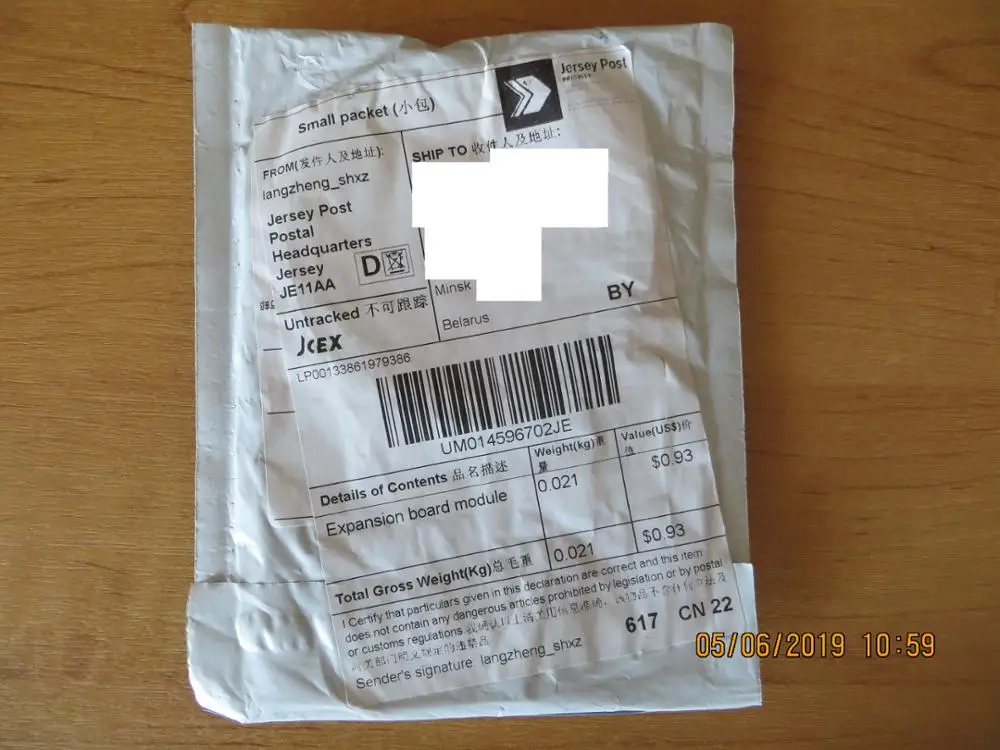 Jersey Post
PRIORITY
Small packet (小包)
FROM(发件人及地址):
langzheng_shxz
Jersey Post
Postal
Headquarters
Jersey
JE11AA
D
SHIP TO 收件人及地址:
Minsk
Belarus
BY
Untracked 不可跟踪
JCEX
LP00133861979386
UM014596702JE
Details of Contents 品名描述
Weight(kg)重量
Value(US$)价值
Expansion board module
0.021
$0.93
Total Gross Weight(Kg)总毛重
0.021
$0.93
I Certify that particulars given in this declaration are correct and this item
does not contain any dangerous articles prohibited by legislation or by postal
or customs regulations
Sender's signature langzheng_shxz
617 CN 22
05/06/2019 10:59